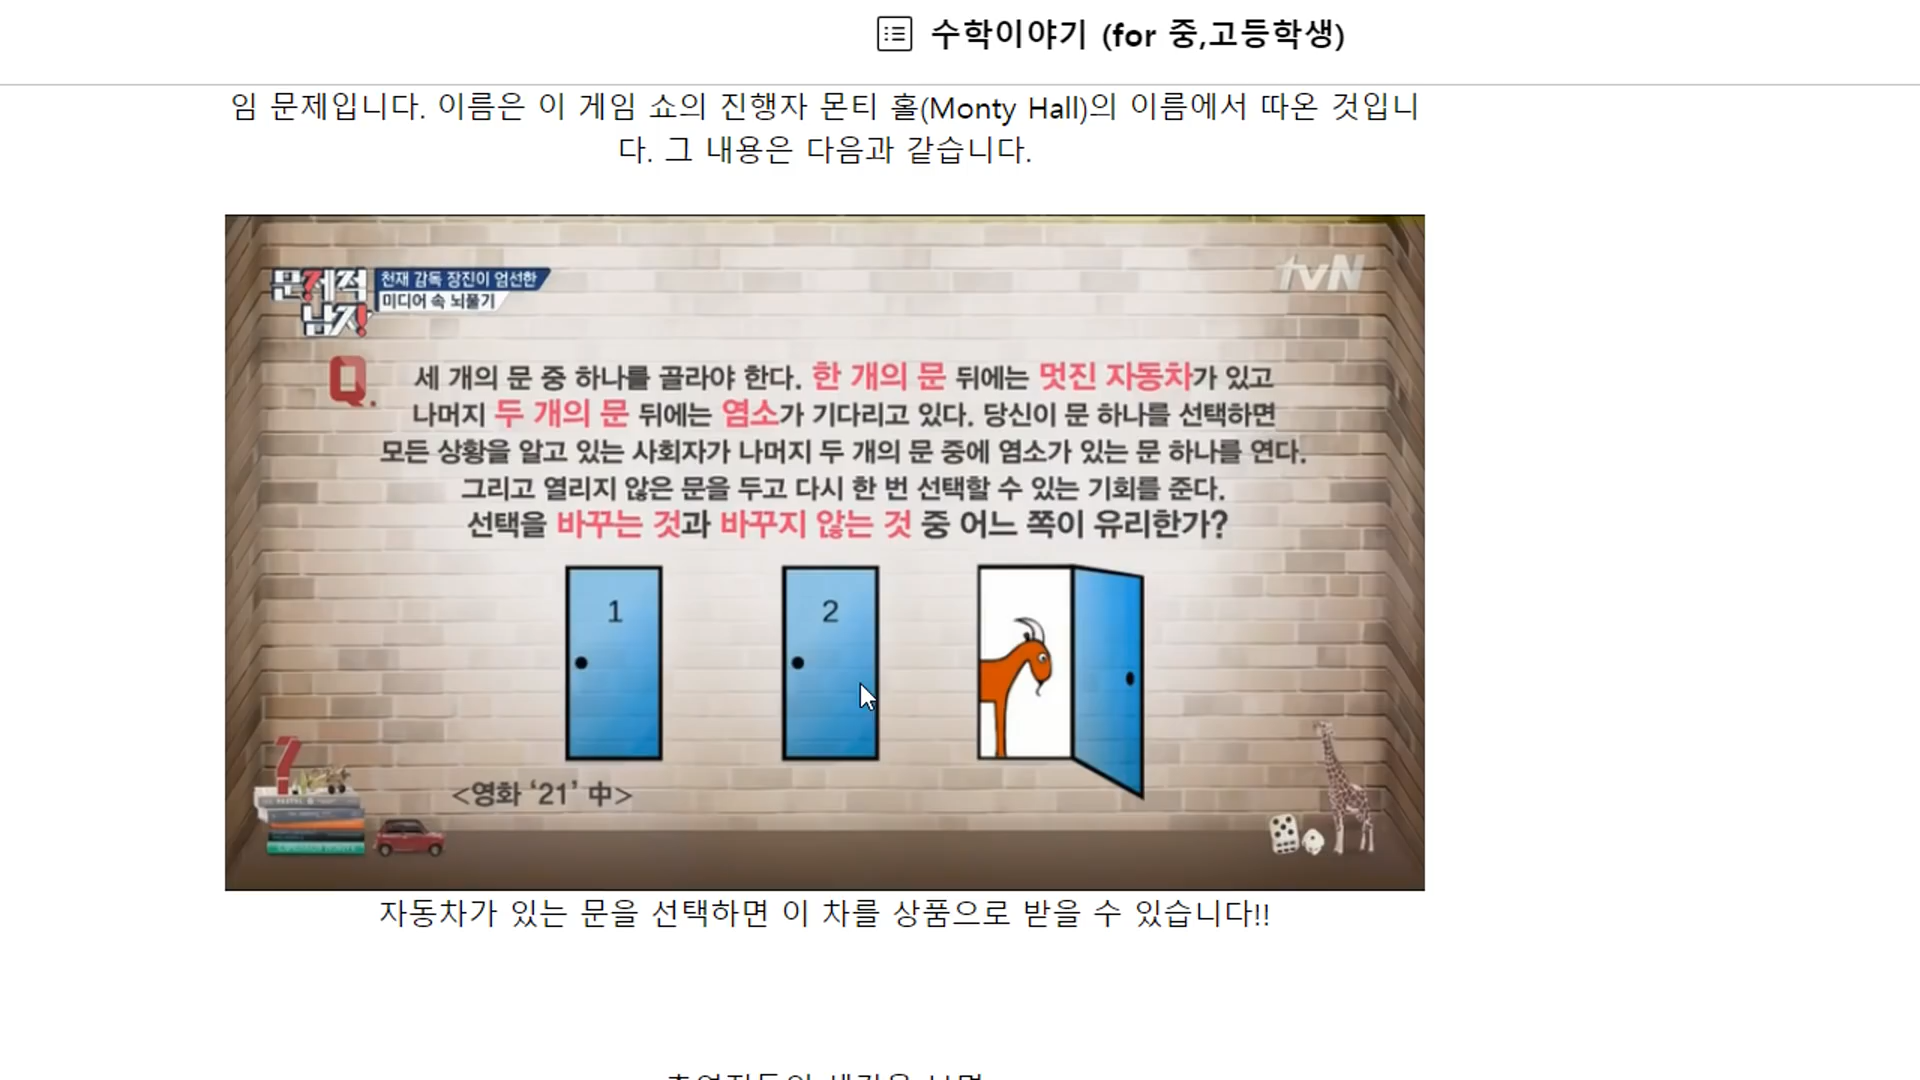 수학이야기 (for 중,고등학생)
임 문제입니다. 이름은 이 게임 쇼의 진행자 몬티 홀(Monty Hall)의 이름에서 따온 것입니
다. 그 내용은 다음과 같습니다.
문제적
남자
천재 감독 장진이 엄선한
미디어 속 뇌풀기
tvN
Q. 세 개의 문 중 하나를 골라야 한다. 한 개의 문 뒤에는 멋진 자동차가 있고
나머지 두 개의 문 뒤에는 염소가 기다리고 있다. 당신이 문 하나를 선택하면
모든 상황을 알고 있는 사회자가 나머지 두 개의 문 중에 염소가 있는 문 하나를 연다.
그리고 열리지 않은 문을 두고 다시 한 번 선택할 수 있는 기회를 준다.
선택을 바꾸는 것과 바꾸지 않는 것 중 어느 쪽이 유리한가?
1
2
?
<영화 ‘21’ 中>
자동차가 있는 문을 선택하면 이 차를 상품으로 받을 수 있습니다!!